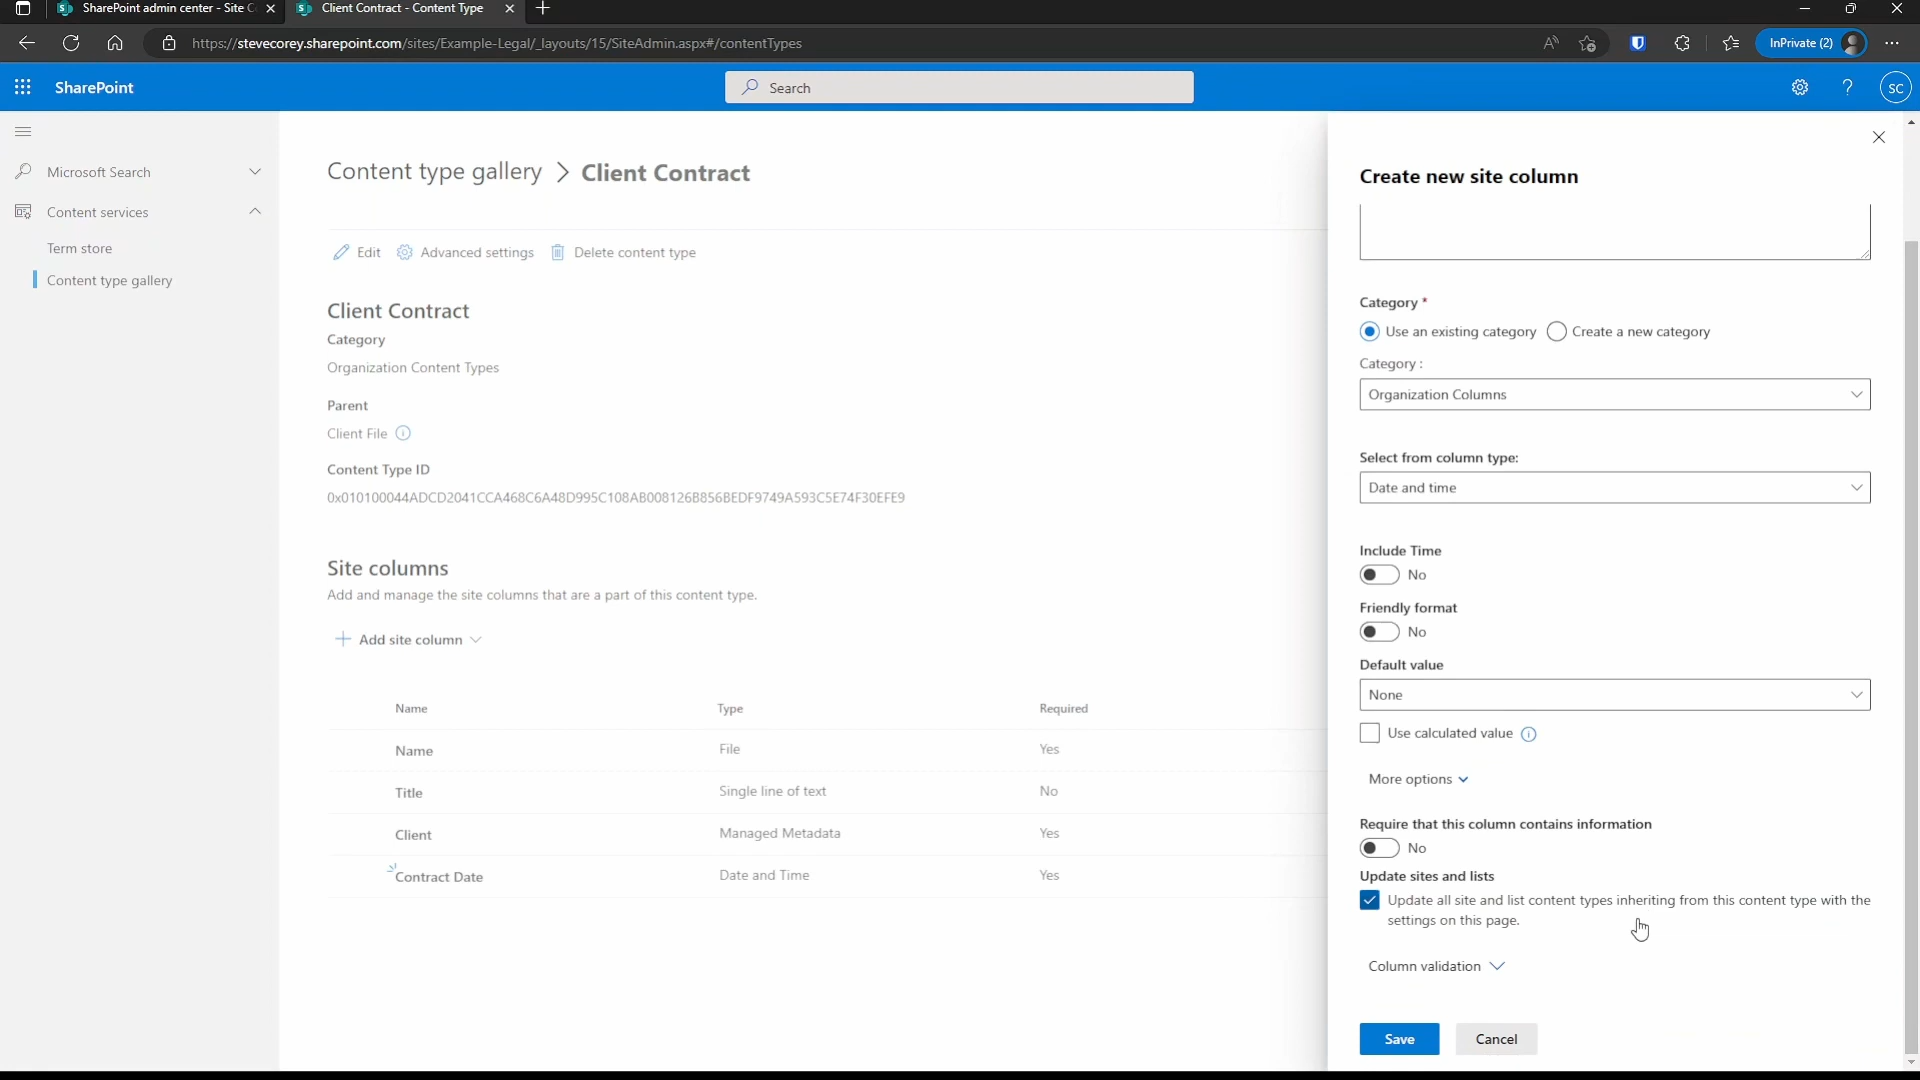 SharePoint admin center - Site C
Client Contract - Content Type
https://stevecorey.sharepoint.com/sites/Example-Legal/_layouts/15/SiteAdmin.aspx#/contentTypes
InPrivate (2)
SharePoint
Search
SC
Microsoft Search
Content services
Term store
Content type gallery
Content type gallery > Client Contract
Edit
Advanced settings
Delete content type
Client Contract
Category
Organization Content Types
Parent
Client File
Content Type ID
0x010100044ADCD2041CCA468C6A48D995C108AB008126B856BEDF9749A593C5E74F30EFE9
Site columns
Add and manage the site columns that are a part of this content type.
Add site column
Name Type Required
Name File Yes
Title Single line of text No
Client Managed Metadata Yes
Contract Date Date and Time Yes
Create new site column
Category *
Use an existing category Create a new category
Category :
Organization Columns
Select from column type:
Date and time
Include Time
No
Friendly format
No
Default value
None
Use calculated value
More options
Require that this column contains information
No
Update sites and lists
Update all site and list content types inheriting from this content type with the
settings on this page.
Column validation
Save Cancel